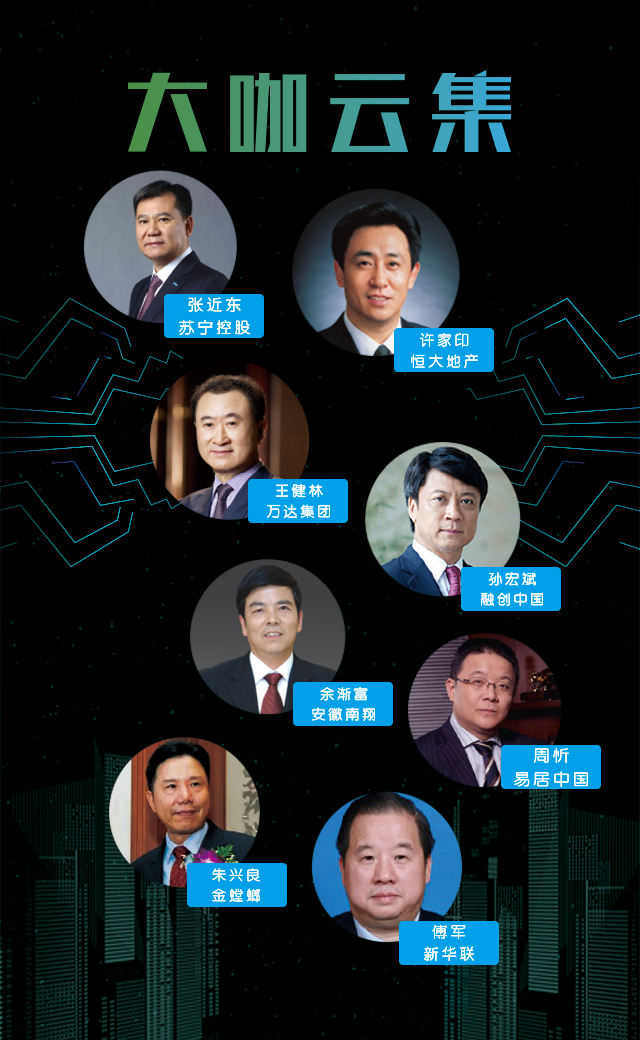 大咖云集
张近东
苏宁控股
许家印
恒大地产
王健林
万达集团
孙宏斌
融创中国
余渐富
安徽南翔
周忻
易居中国
朱兴良
金螳螂
傅军
新华联